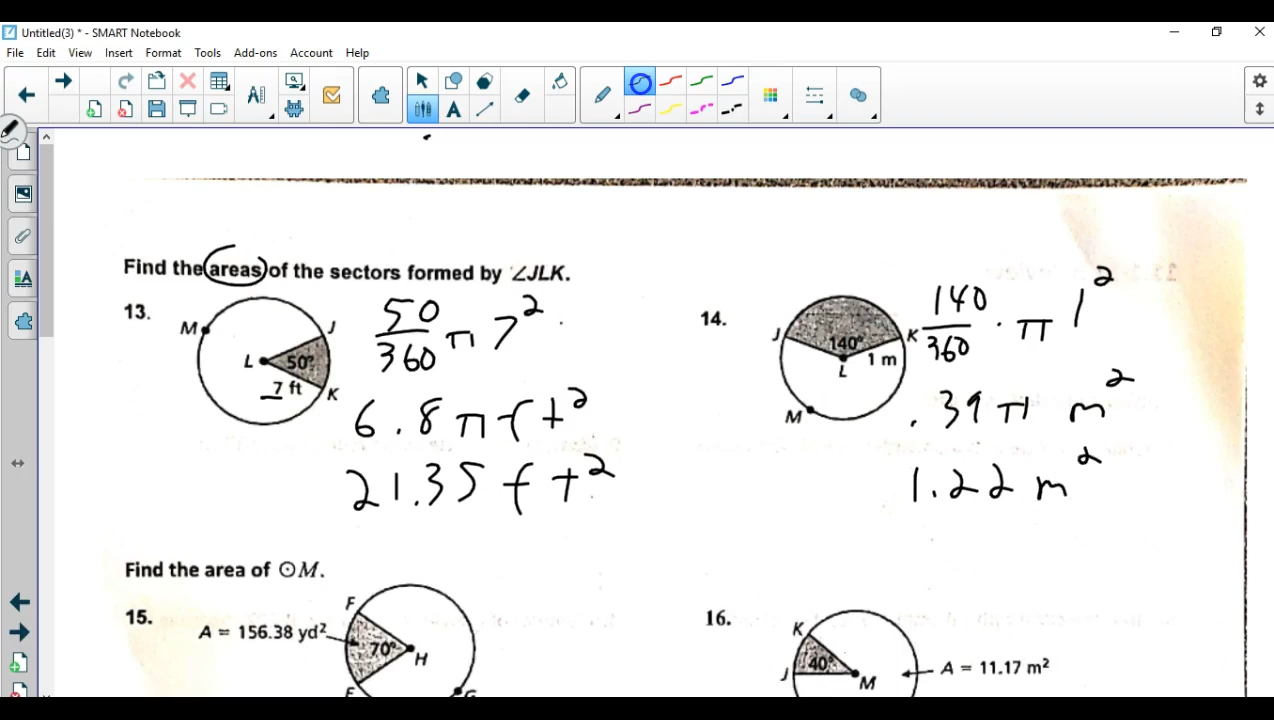 Untitled(3) * - SMART Notebook
File Edit View Insert Format Tools Add-ons Account Help
Find the areas of the sectors formed by ∠JLK.
13.
M
J
L
50°
7 ft
K
50
360
π 7²
6.8 π ft²
21.35 ft²
14.
J
K
140°
1 m
L
M
140
360
· π 1²
.39 π m²
1.22 m²
Find the area of ⊙M.
15.
A = 156.38 yd²
F
70°
H
E
G
16.
K
40°
J
M
A = 11.17 m²